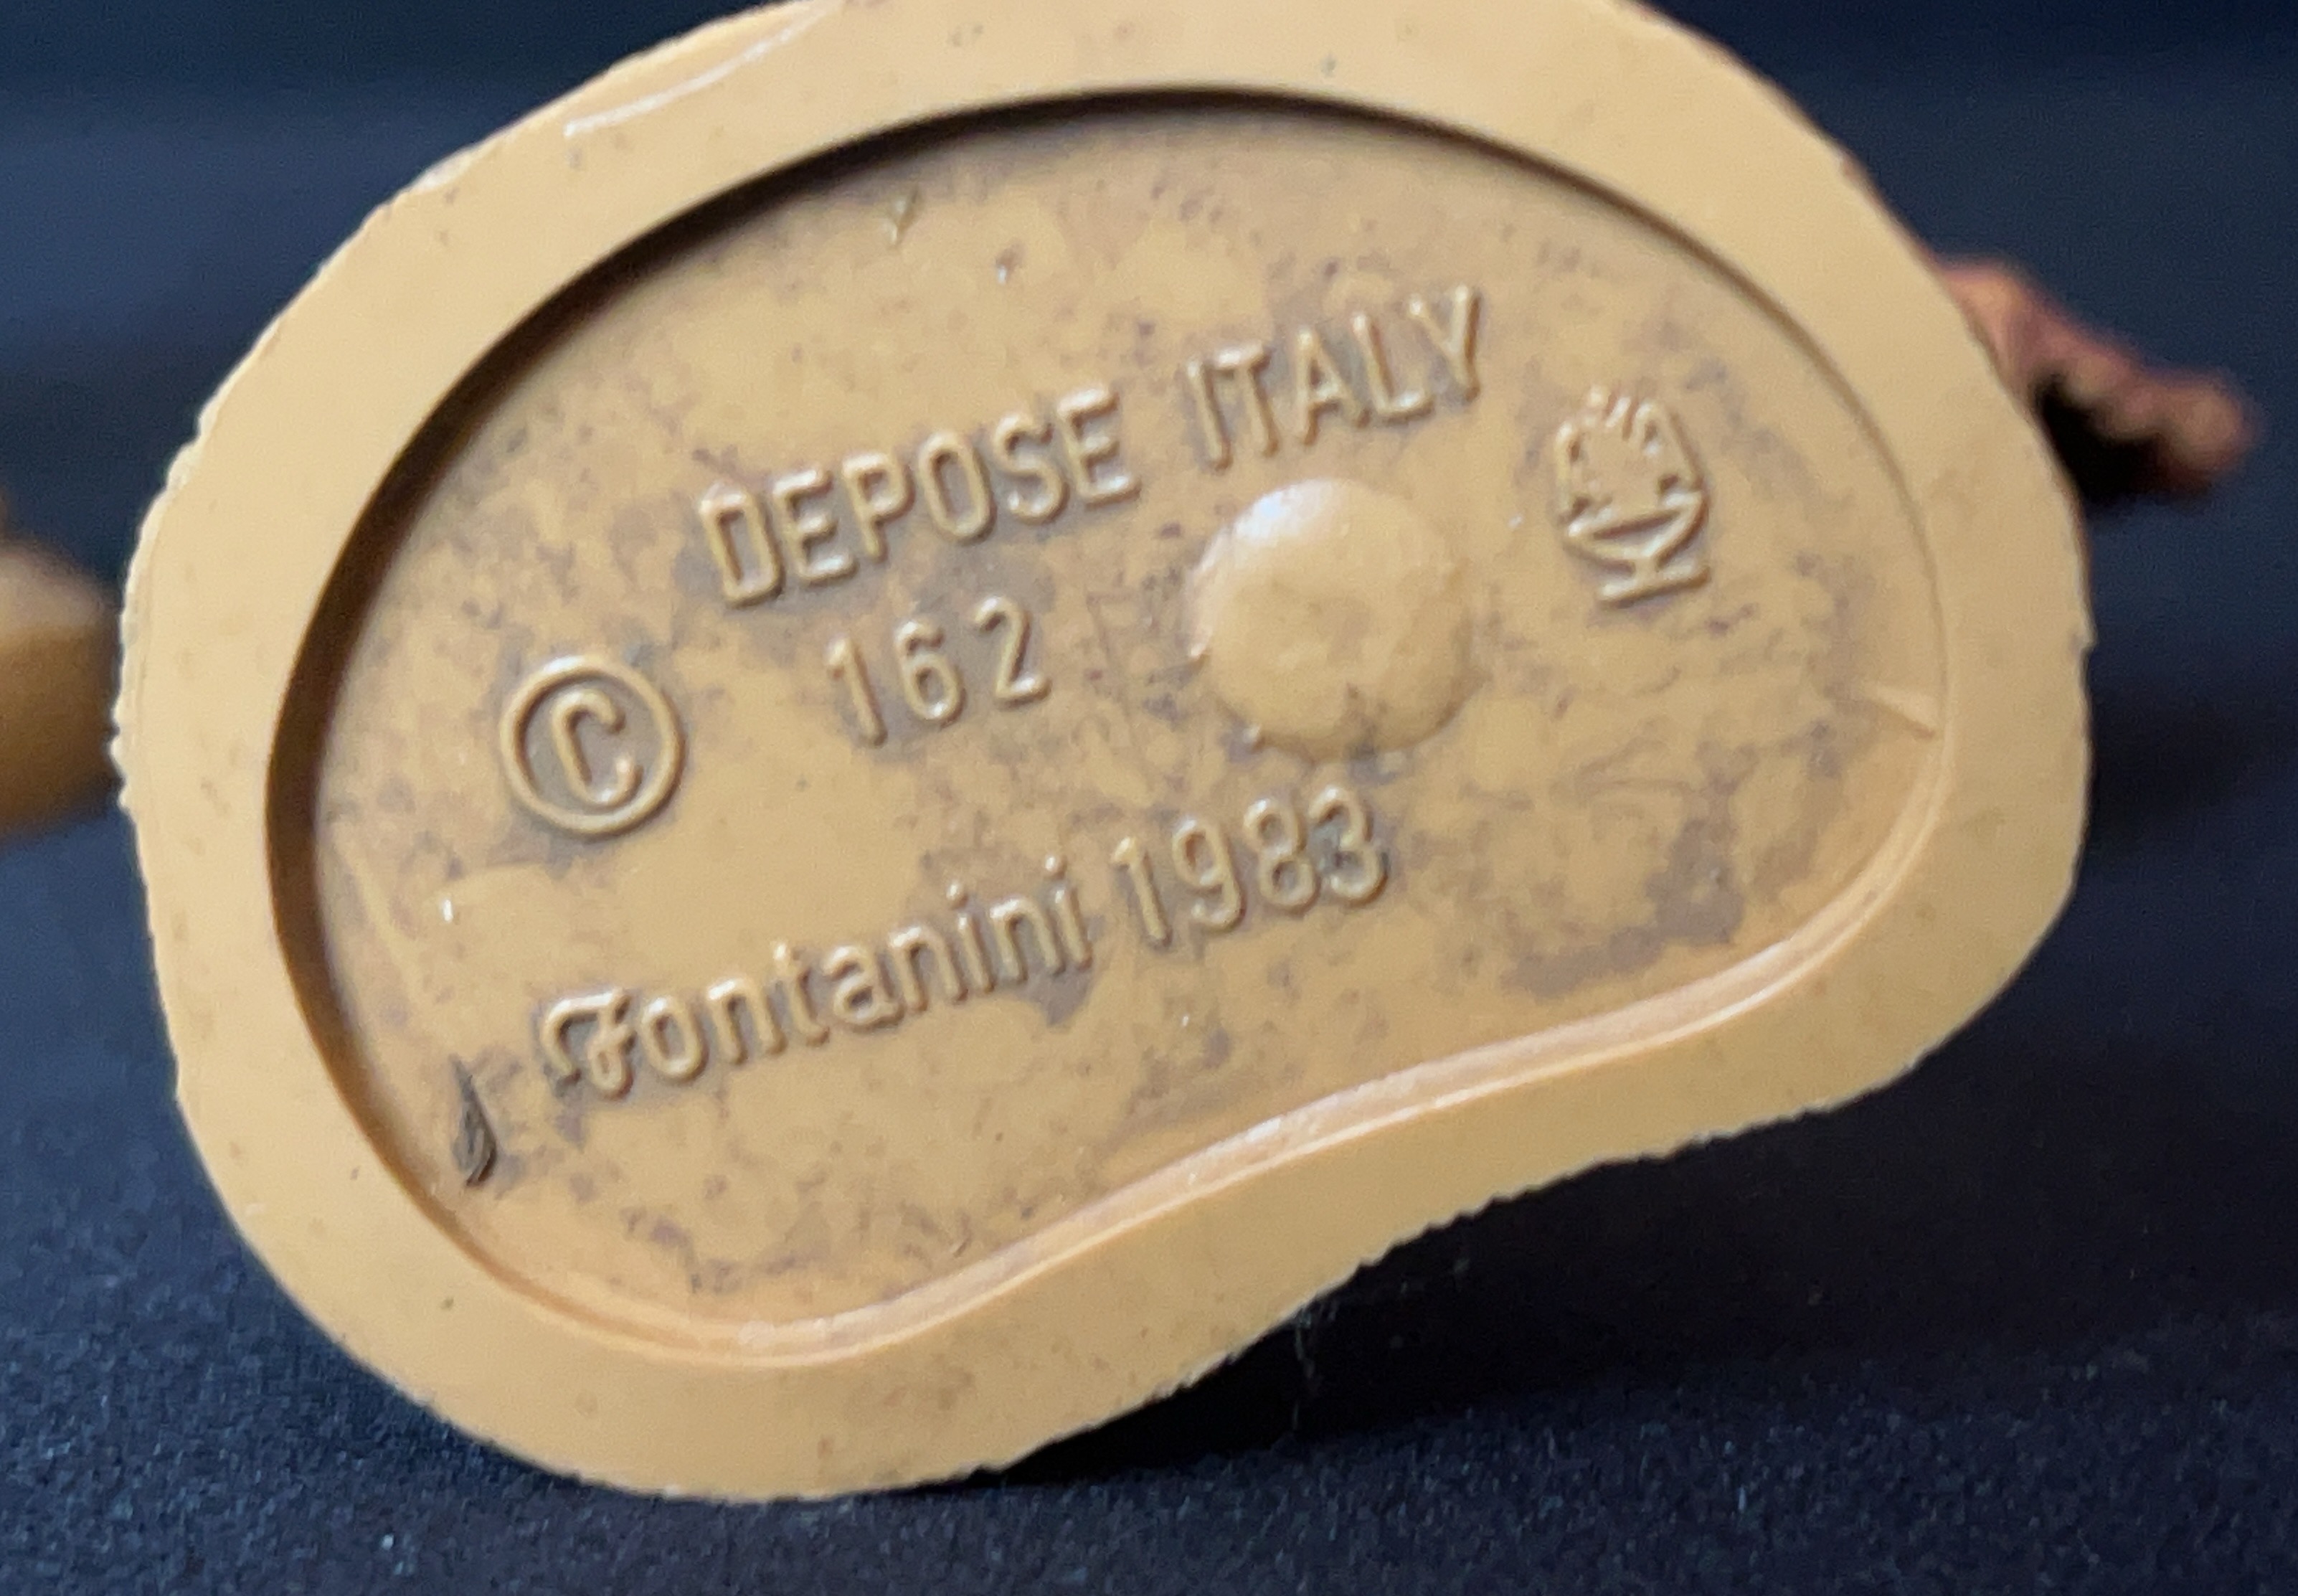 DEPOSE ITALY
162
©
Fontanini 1983